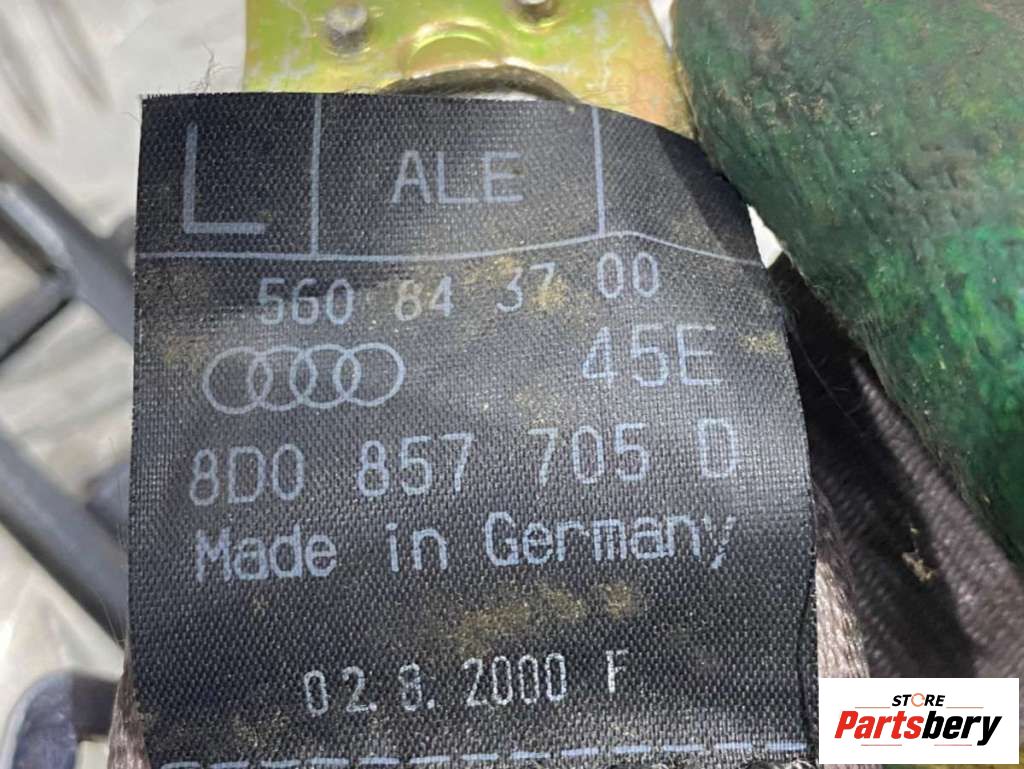 L ALE
560 84 37 00
45E
8D0 857 705 D
Made in Germany
02.8.2000 F
STORE
Partsbery